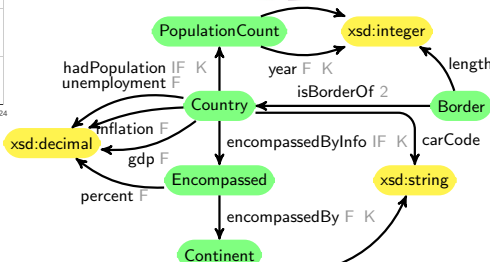 PopulationCount
xsd:integer
hadPopulation IF K
year F K
unemployment F
length
isBorderOf 2
24
Country
Border
inflation F
xsd:decimal
encompassedByInfo IF K
carCode
gdp F
Encompassed
xsd:string
percent F
encompassedBy F K
Continent